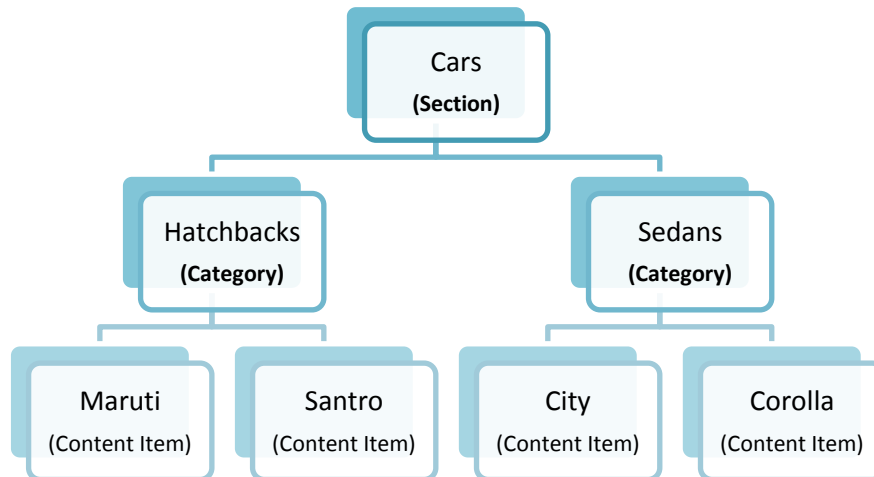 Cars
(Section)
Hatchbacks
(Category)
Sedans
(Category)
Maruti
(Content Item)
Santro
(Content Item)
City
(Content Item)
Corolla
(Content Item)